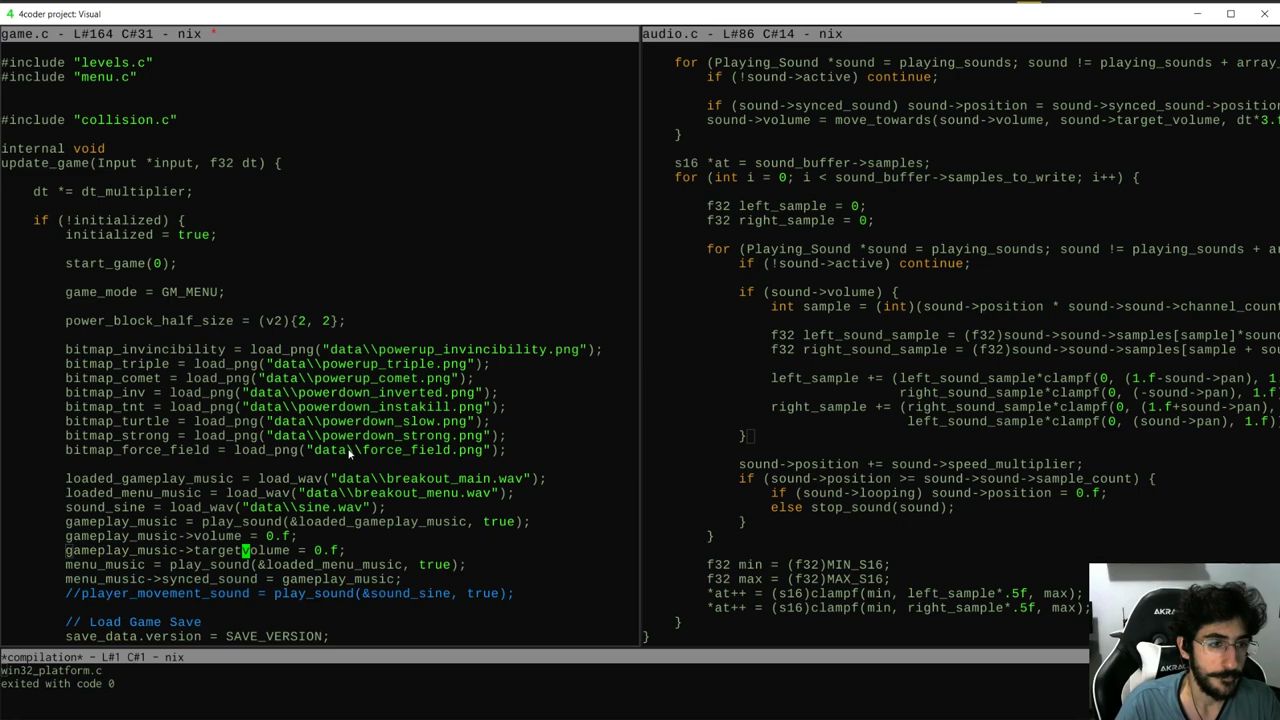 4 4coder project: Visual
game.c - L#164 C#31 - nix *
#include "levels.c"
#include "menu.c"
#include "collision.c"
internal void
update_game(Input *input, f32 dt) {
dt *= dt_multiplier;
if (!initialized) {
initialized = true;
start_game(0);
game_mode = GM_MENU;
power_block_half_size = (v2){2, 2};
bitmap_invincibility = load_png("data\\powerup_invincibility.png");
bitmap_triple = load_png("data\\powerup_triple.png");
bitmap_comet = load_png("data\\powerup_comet.png");
bitmap_inv = load_png("data\\powerdown_inverted.png");
bitmap_tnt = load_png("data\\powerdown_instakill.png");
bitmap_turtle = load_png("data\\powerdown_slow.png");
bitmap_strong = load_png("data\\powerdown_strong.png");
bitmap_force_field = load_png("data\\force_field.png");
loaded_gameplay_music = load_wav("data\\breakout_main.wav");
loaded_menu_music = load_wav("data\\breakout_menu.wav");
sound_sine = load_wav("data\\sine.wav");
gameplay_music = play_sound(&loaded_gameplay_music, true);
gameplay_music->volume = 0.f;
gameplay_music->targetvolume = 0.f;
menu_music = play_sound(&loaded_menu_music, true);
menu_music->synced_sound = gameplay_music;
//player_movement_sound = play_sound(&sound_sine, true);
// Load Game Save
save_data.version = SAVE_VERSION;
audio.c - L#86 C#14 - nix
for (Playing_Sound *sound = playing_sounds; sound != playing_sounds + array_
if (!sound->active) continue;
if (sound->synced_sound) sound->position = sound->synced_sound->position
sound->volume = move_towards(sound->volume, sound->target_volume, dt*3.f
}
s16 *at = sound_buffer->samples;
for (int i = 0; i < sound_buffer->samples_to_write; i++) {
f32 left_sample = 0;
f32 right_sample = 0;
for (Playing_Sound *sound = playing_sounds; sound != playing_sounds + ar
if (!sound->active) continue;
if (sound->volume) {
int sample = (int)(sound->position * sound->sound->channel_count
f32 left_sound_sample = (f32)sound->sound->samples[sample]*sound
f32 right_sound_sample = (f32)sound->sound->samples[sample + sou
left_sample += (left_sound_sample*clampf(0, (1.f-sound->pan), 1.
right_sound_sample*clampf(0, (-sound->pan), 1.f)
right_sample += (right_sound_sample*clampf(0, (1.f+sound->pan),
left_sound_sample*clampf(0, (sound->pan), 1.f)
}
sound->position += sound->speed_multiplier;
if (sound->position >= sound->sound->sample_count) {
if (sound->looping) sound->position = 0.f;
else stop_sound(sound);
}
}
f32 min = (f32)MIN_S16;
f32 max = (f32)MAX_S16;
*at++ = (s16)clampf(min, left_sample*.5f, max);
*at++ = (s16)clampf(min, right_sample*.5f, max);
}
}
*compilation* - L#1 C#1 - nix
win32_platform.c
exited with code 0
AKRA
AKRA